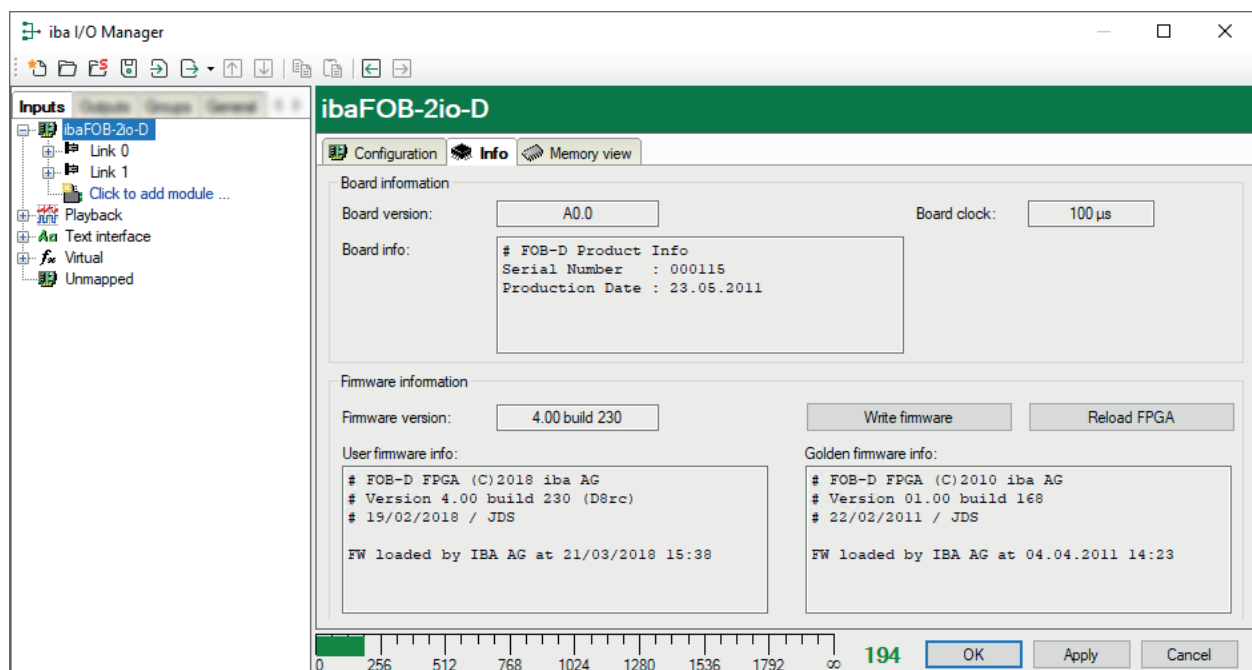 iba I/O Manager
Inputs
ibaFOB-2io-D
Link 0
Link 1
Click to add module ...
Playback
Text interface
Virtual
Unmapped
ibaFOB-2io-D
Configuration Info Memory view
Board information
Board version: A0.0 Board clock: 100 µs
Board info:
# FOB-D Product Info
Serial Number : 000115
Production Date : 23.05.2011
Firmware information
Firmware version: 4.00 build 230 Write firmware Reload FPGA
User firmware info:
# FOB-D FPGA (C)2018 iba AG
# Version 4.00 build 230 (D8rc)
# 19/02/2018 / JDS
FW loaded by IBA AG at 21/03/2018 15:38
Golden firmware info:
# FOB-D FPGA (C)2010 iba AG
# Version 01.00 build 168
# 22/02/2011 / JDS
FW loaded by IBA AG at 04.04.2011 14:23
0 256 512 768 1024 1280 1536 1792 ∞ 194 OK Apply Cancel